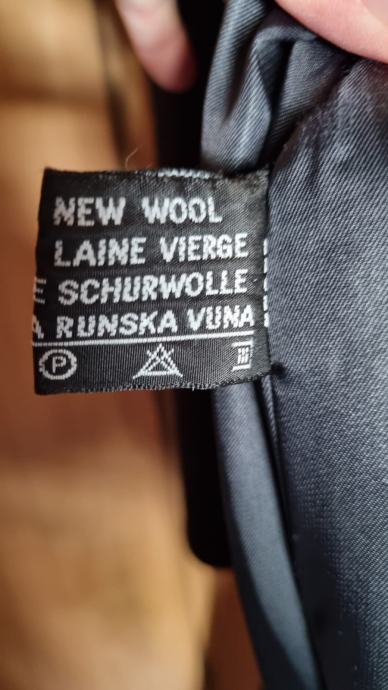 NEW WOOL
LAINE VIERGE
E SCHURWOLLE
A RUNSKA VUNA
P